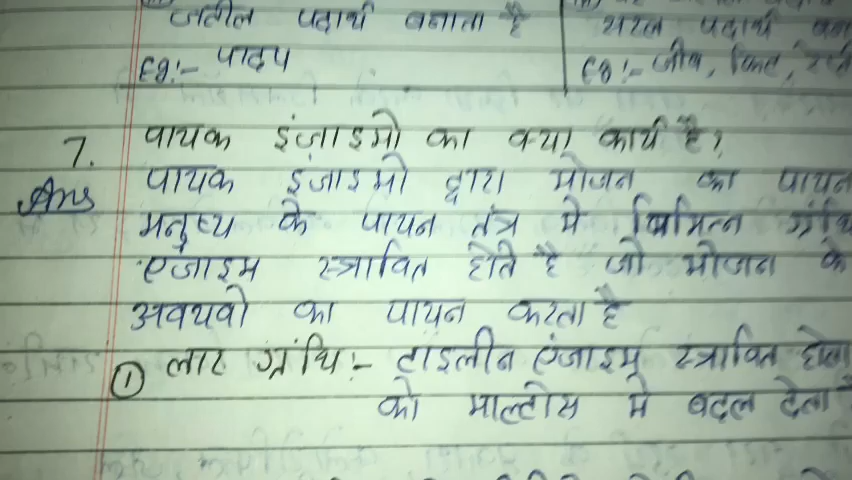 जटील पदार्थ बनाता है
सरल पदार्थ
Eg:- पादप
Eg:- जीव,
7. पाचक इंजाइमो का क्या कार्य है?
Ans पाचक इंजाइमो द्वारा भोजन का पाचन
मनुष्य के पाचन तंत्र मे विभिन्न ग्रंथि
एंजाइम स्त्रावित होते है जो भोजन के
अवयवो का पाचन करता है
① लार ग्रंथि:- टाइलीन एंजाइम स्त्रावित होता
को माल्टोस मे बदल देता